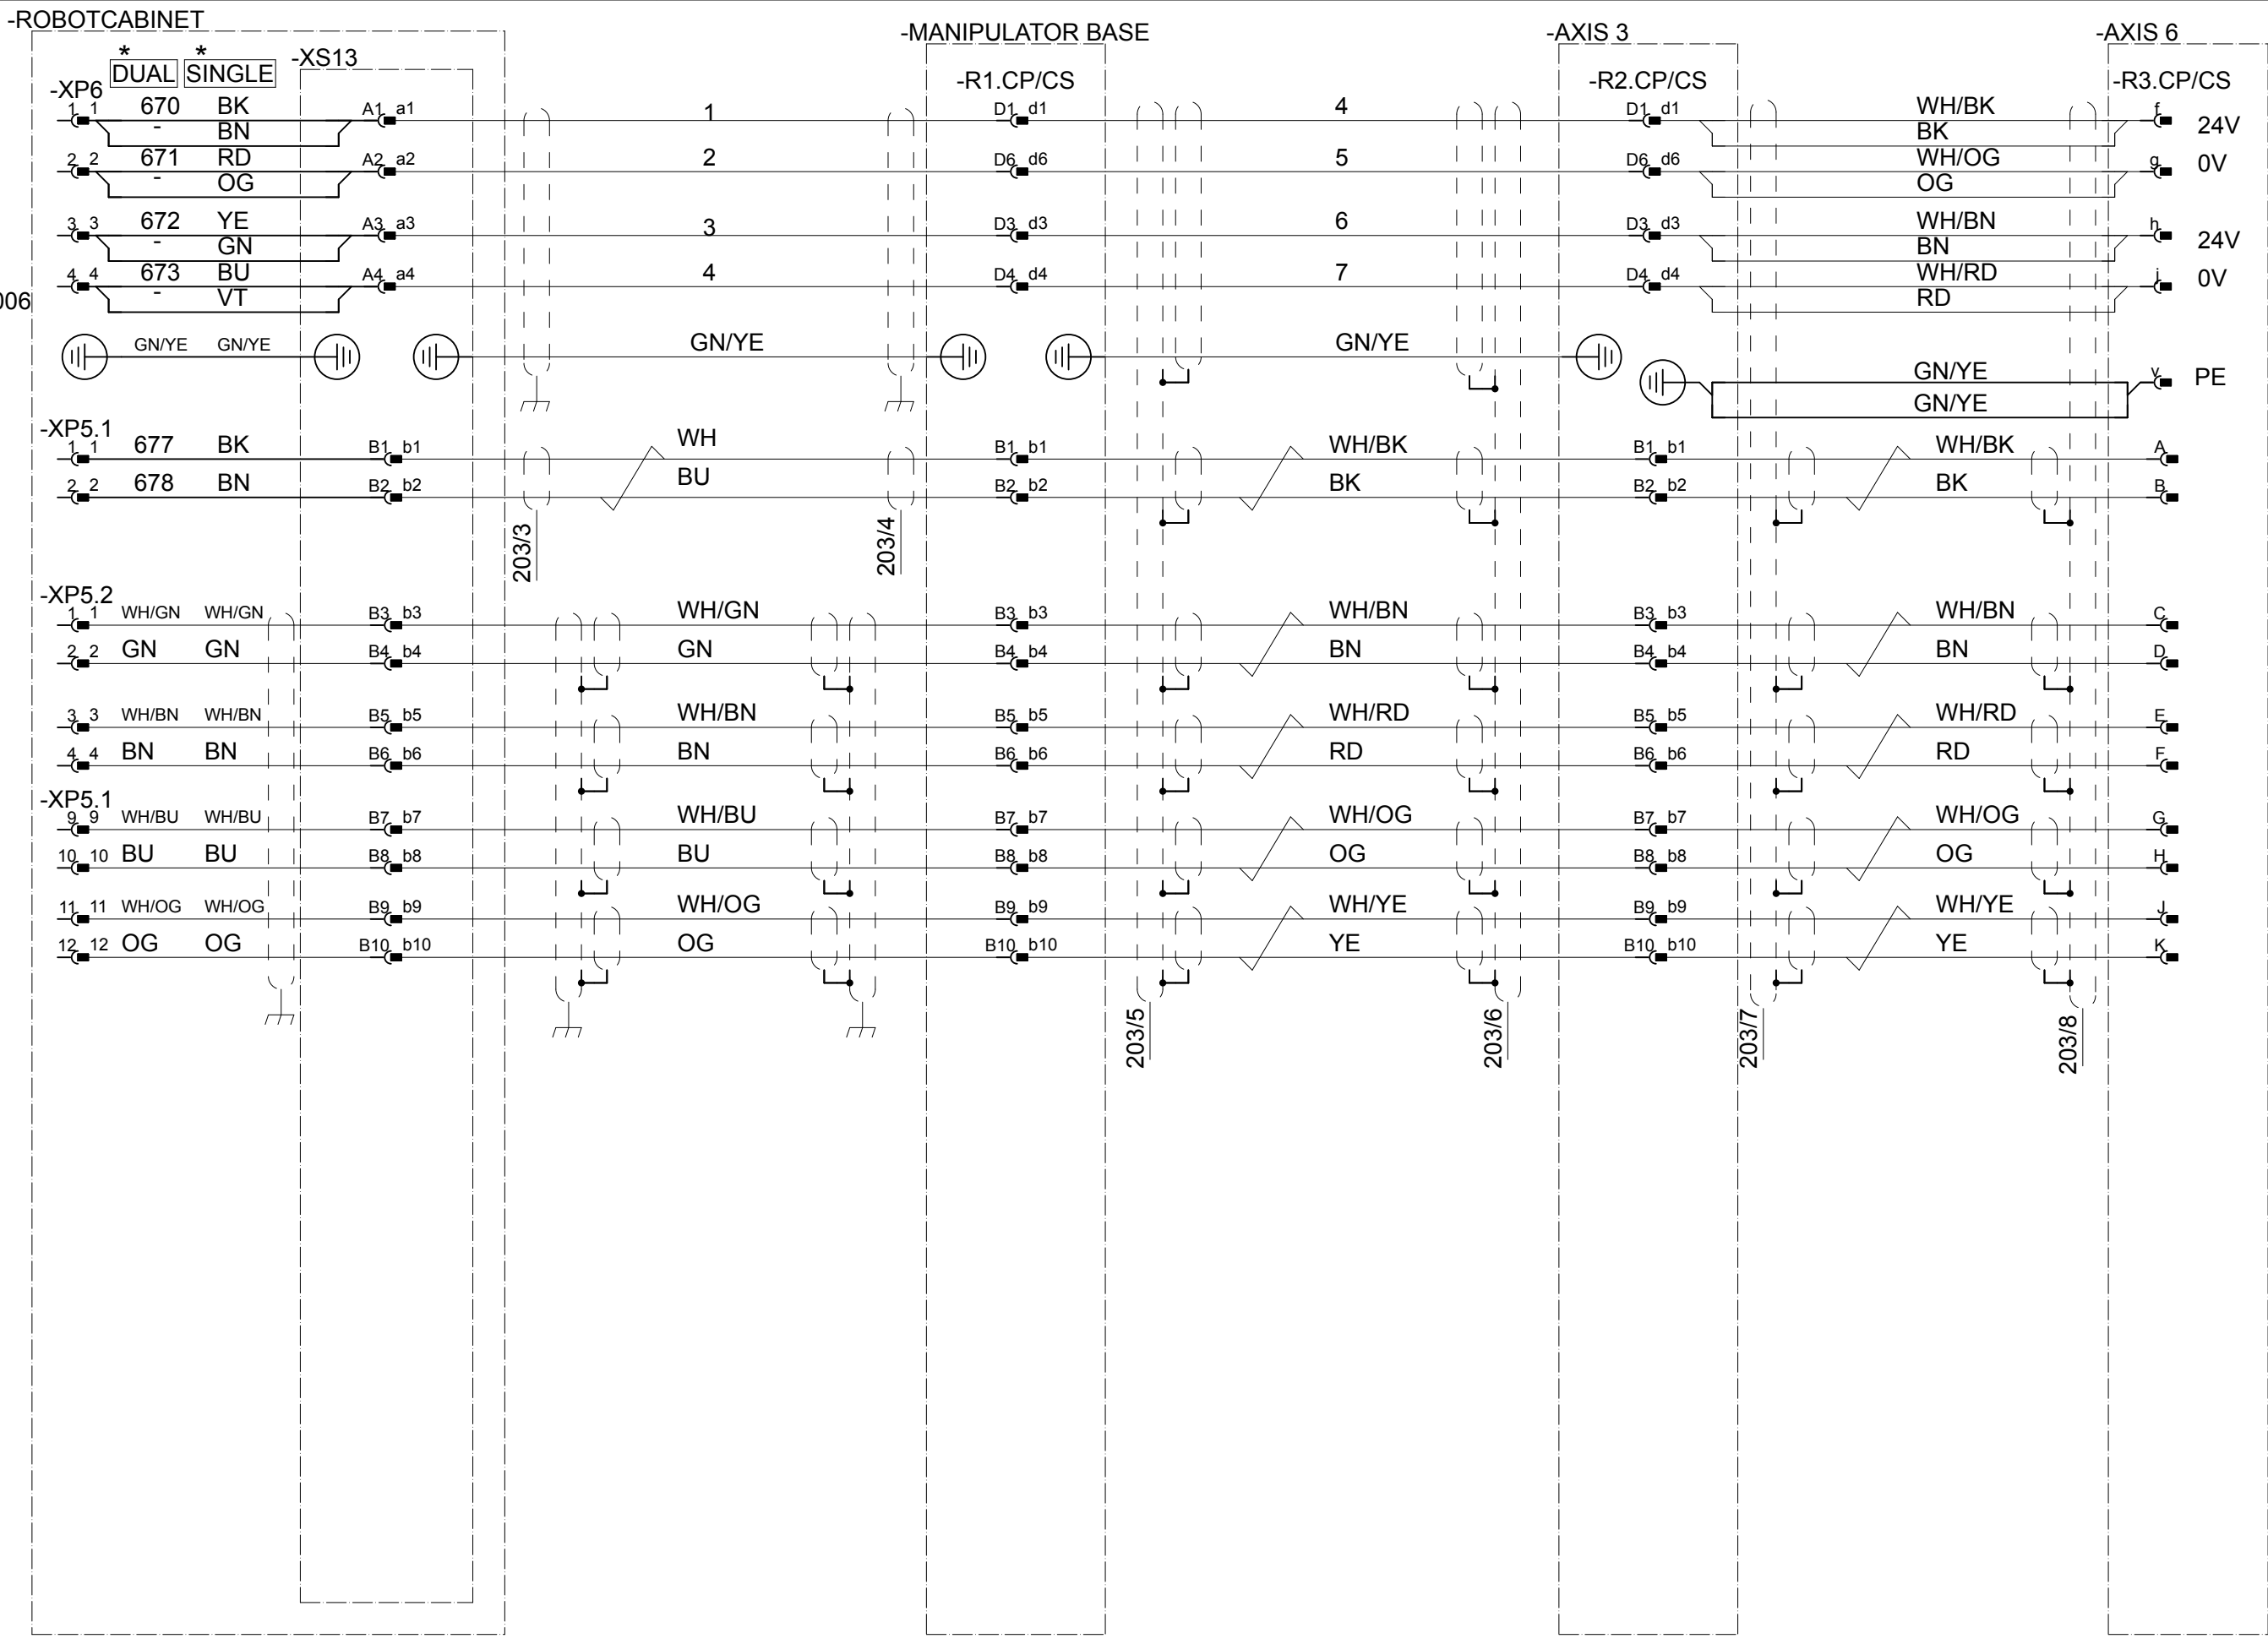 -ROBOTCABINET
-MANIPULATOR BASE -AXIS 3 -AXIS 6
* *
DUAL SINGLE -XS13
-XP6 -R1.CP/CS -R2.CP/CS -R3.CP/CS
1 1 670 BK A1 a1 1 D1 d1 4 D1 d1 WH/BK f 24V
- BN BK
2 2 671 RD A2 a2 2 D6 d6 5 D6 d6 WH/OG g 0V
- OG OG
3 3 672 YE A3 a3 3 D3 d3 6 D3 d3 WH/BN h 24V
- GN BN
4 4 673 BU A4 a4 4 D4 d4 7 D4 d4 WH/RD i 0V
006 - VT RD
GN/YE GN/YE GN/YE GN/YE
GN/YE v PE
GN/YE
-XP5.1
1 1 677 BK B1 b1 WH B1 b1 WH/BK B1 b1 WH/BK A
2 2 678 BN B2 b2 BU B2 b2 BK B2 b2 BK B
203/3 203/4
-XP5.2
1 1 WH/GN WH/GN B3 b3 WH/GN B3 b3 WH/BN B3 b3 WH/BN C
2 2 GN GN B4 b4 GN B4 b4 BN B4 b4 BN D
3 3 WH/BN WH/BN B5 b5 WH/BN B5 b5 WH/RD B5 b5 WH/RD E
4 4 BN BN B6 b6 BN B6 b6 RD B6 b6 RD F
-XP5.1
9 9 WH/BU WH/BU B7 b7 WH/BU B7 b7 WH/OG B7 b7 WH/OG G
10 10 BU BU B8 b8 BU B8 b8 OG B8 b8 OG H
11 11 WH/OG WH/OG B9 b9 WH/OG B9 b9 WH/YE B9 b9 WH/YE J
12 12 OG OG B10 b10 OG B10 b10 YE B10 b10 YE K
203/5 203/6 203/7 203/8